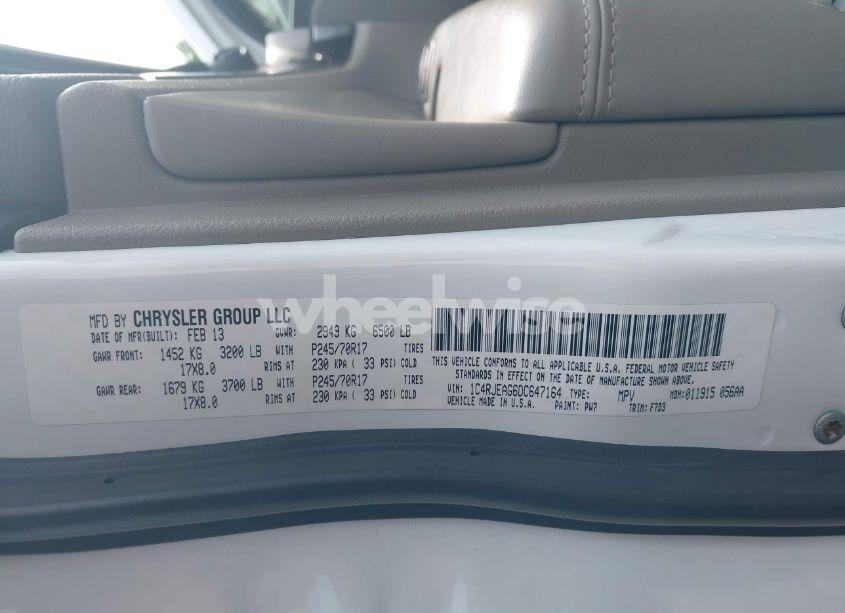 MFD BY CHRYSLER GROUP LLC
DATE OF MFR(BUILT): FEB 13 GVWR: 2949 KG 6500 LB
GAWR FRONT: 1452 KG 3200 LB WITH P245/70R17 TIRES
17X8.0 RIMS AT 230 KPA ( 33 PSI) COLD
GAWR REAR: 1679 KG 3700 LB WITH P245/70R17 TIRES
17X8.0 RIMS AT 230 KPA ( 33 PSI) COLD
THIS VEHICLE CONFORMS TO ALL APPLICABLE U.S.A. FEDERAL MOTOR VEHICLE SAFETY
STANDARDS IN EFFECT ON THE DATE OF MANUFACTURE SHOWN ABOVE.
VIN: 1C4RJEAG6DC647164 TYPE: MPV MDH:011915 056AA
VEHICLE MADE IN U.S.A. PAINT: PW7 TRIM: F7D3
wheelwise